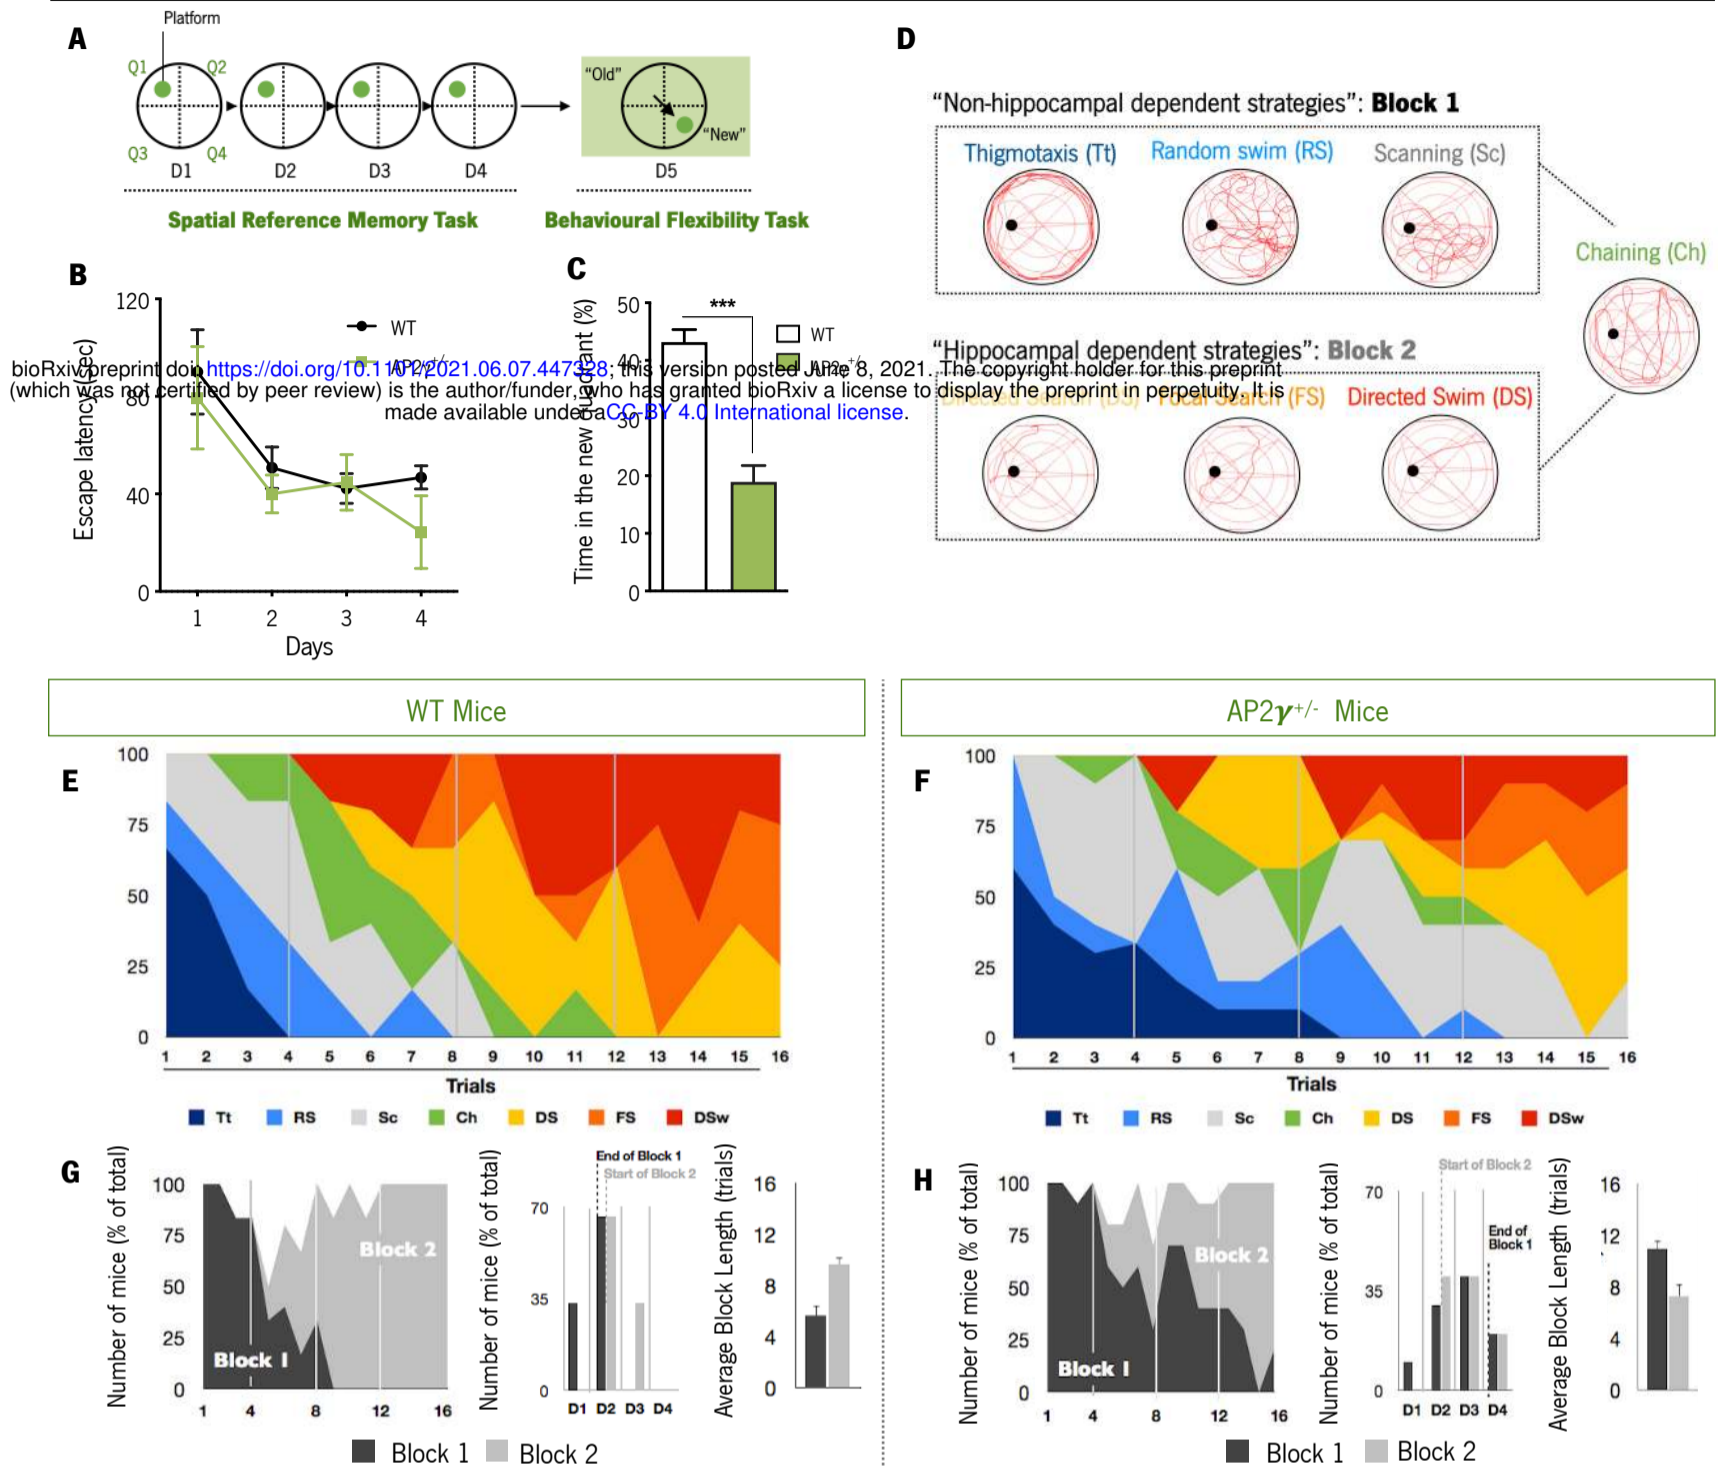 A
Platform
Q1
Q2
Q3
Q4
D1
D2
D3
D4
"Old"
"New"
D5
Spatial Reference Memory Task
Behavioural Flexibility Task
B
Escape latency (sec)
120
80
40
0
1
2
3
4
Days
WT
AP2γ+/-
C
Time in the new quadrant (%)
50
40
30
20
10
0
***
WT
AP2γ+/-
bioRxiv preprint doi: https://doi.org/10.1101/2021.06.07.447328; this version posted June 8, 2021. The copyright holder for this preprint
(which was not certified by peer review) is the author/funder, who has granted bioRxiv a license to display the preprint in perpetuity. It is
made available under aCC-BY 4.0 International license.
D
"Non-hippocampal dependent strategies": Block 1
Thigmotaxis (Tt)
Random swim (RS)
Scanning (Sc)
Chaining (Ch)
"Hippocampal dependent strategies": Block 2
Directed Search (DS)
Focal Search (FS)
Directed Swim (DS)
WT Mice
AP2γ+/- Mice
E
100
75
50
25
0
1 2 3 4 5 6 7 8 9 10 11 12 13 14 15 16
Trials
Tt RS Sc Ch DS FS DSw
F
100
75
50
25
0
1 2 3 4 5 6 7 8 9 10 11 12 13 14 15 16
Trials
Tt RS Sc Ch DS FS DSw
G
Number of mice (% of total)
100
75
50
25
0
Block 1
Block 2
1 4 8 12 16
Number of mice (% of total)
70
35
0
End of Block 1
Start of Block 2
D1 D2 D3 D4
Average Block Length (trials)
16
12
8
4
0
Block 1 Block 2
H
Number of mice (% of total)
100
75
50
25
0
Block 1
Block 2
1 4 8 12 16
Number of mice (% of total)
70
35
0
Start of Block 2
End of
Block 1
D1 D2 D3 D4
Average Block Length (trials)
16
12
8
4
0
Block 1 Block 2